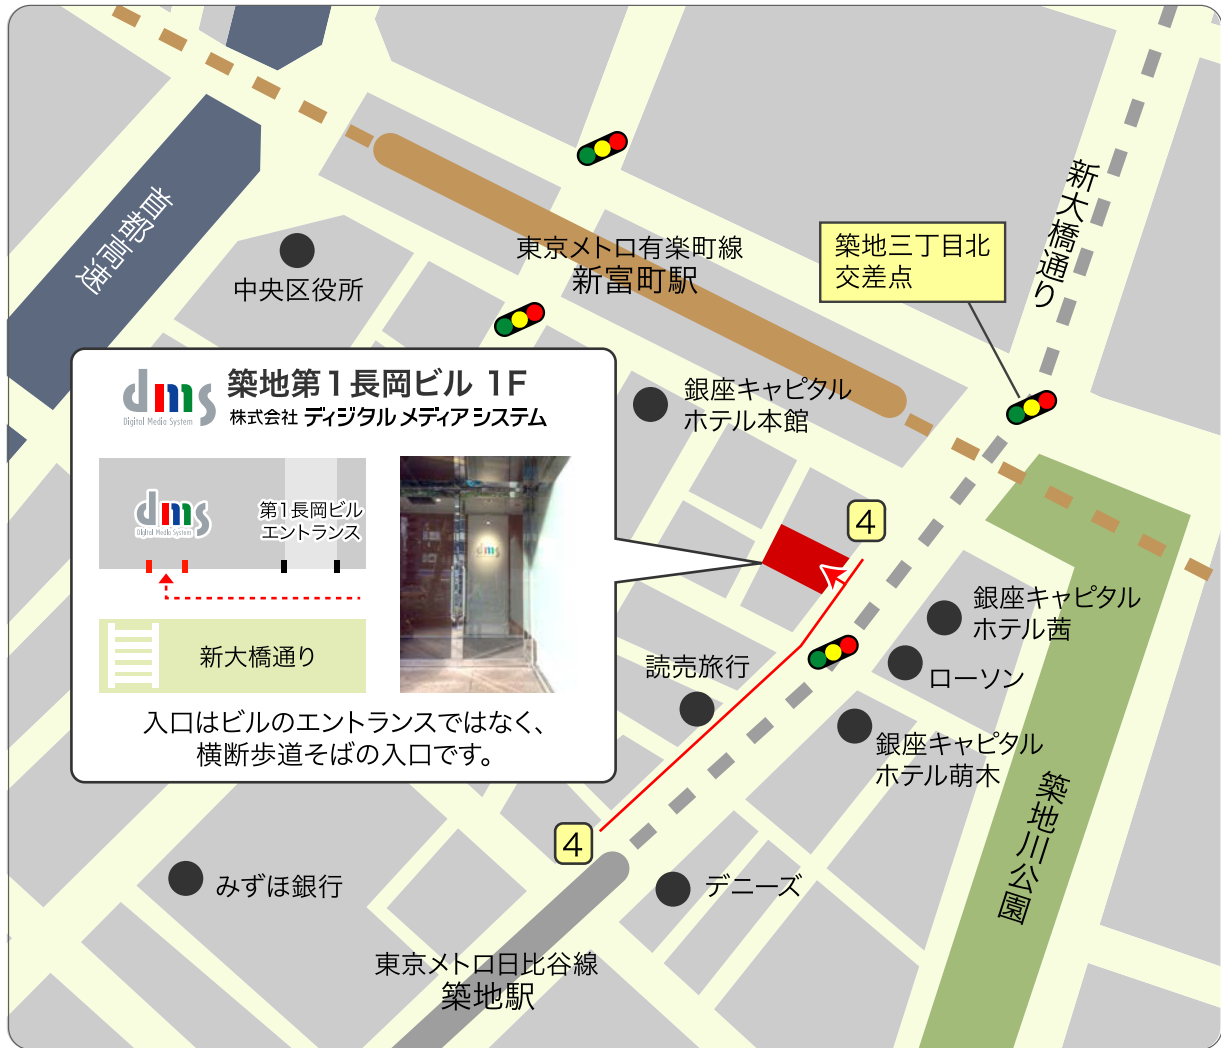 首都高速
中央区役所
東京メトロ有楽町線
新富町駅
築地三丁目北
交差点
新大橋通り
dms
Digital Media System
築地第1長岡ビル 1F
株式会社 ディジタル メディア システム
dms
Digital Media System
第1長岡ビル
エントランス
dms
新大橋通り
入口はビルのエントランスではなく、
横断歩道そばの入口です。
銀座キャピタル
ホテル本館
4
銀座キャピタル
ホテル茜
ローソン
読売旅行
銀座キャピタル
ホテル萌木
築地川公園
4
みずほ銀行
デニーズ
東京メトロ日比谷線
築地駅